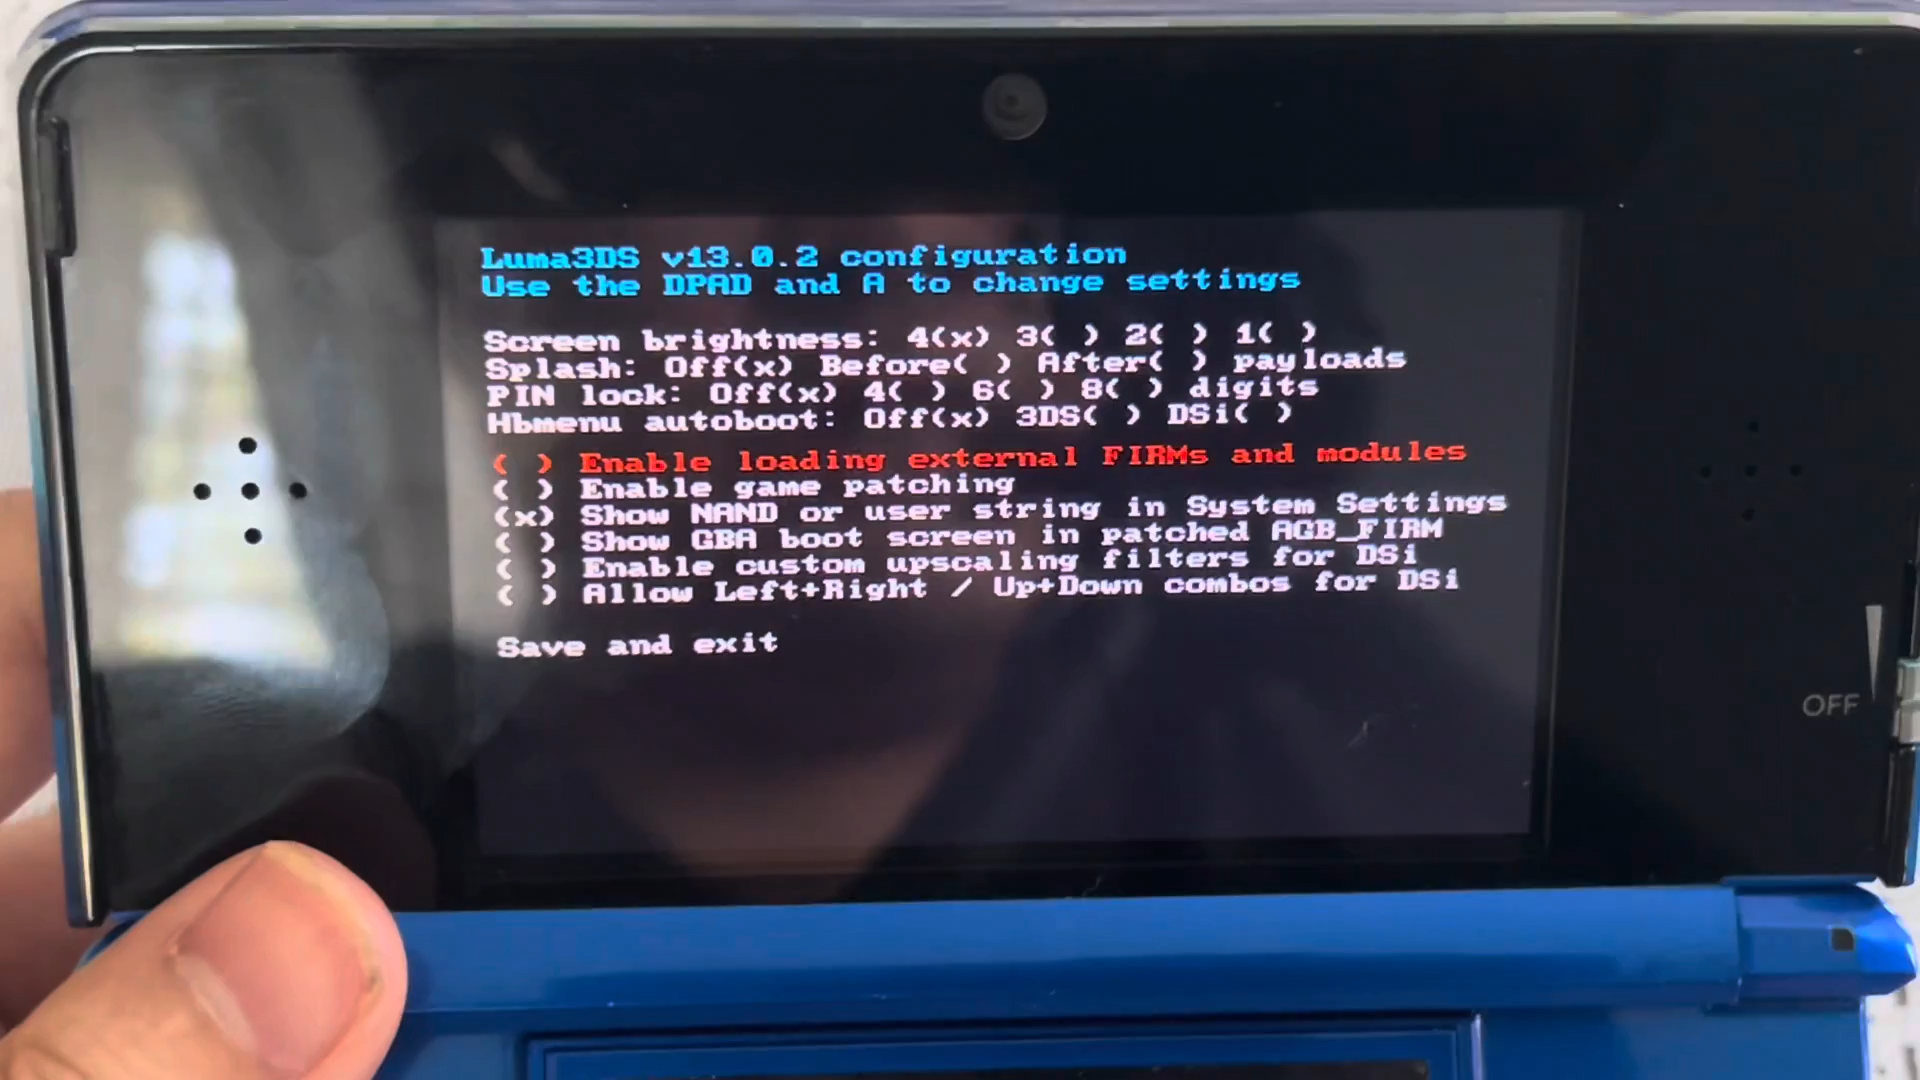 Luma3DS v13.0.2 configuration
Use the DPAD and A to change settings
Screen brightness: 4(x) 3( ) 2( ) 1( )
Splash: Off(x) Before( ) After( ) payloads
PIN lock: Off(x) 4( ) 6( ) 8( ) digits
Hbmenu autoboot: Off(x) 3DS( ) DSi( )
( ) Enable loading external FIRMs and modules
( ) Enable game patching
(x) Show NAND or user string in System Settings
( ) Show GBA boot screen in patched AGB_FIRM
( ) Enable custom upscaling filters for DSi
( ) Allow Left+Right / Up+Down combos for DSi
Save and exit
OFF